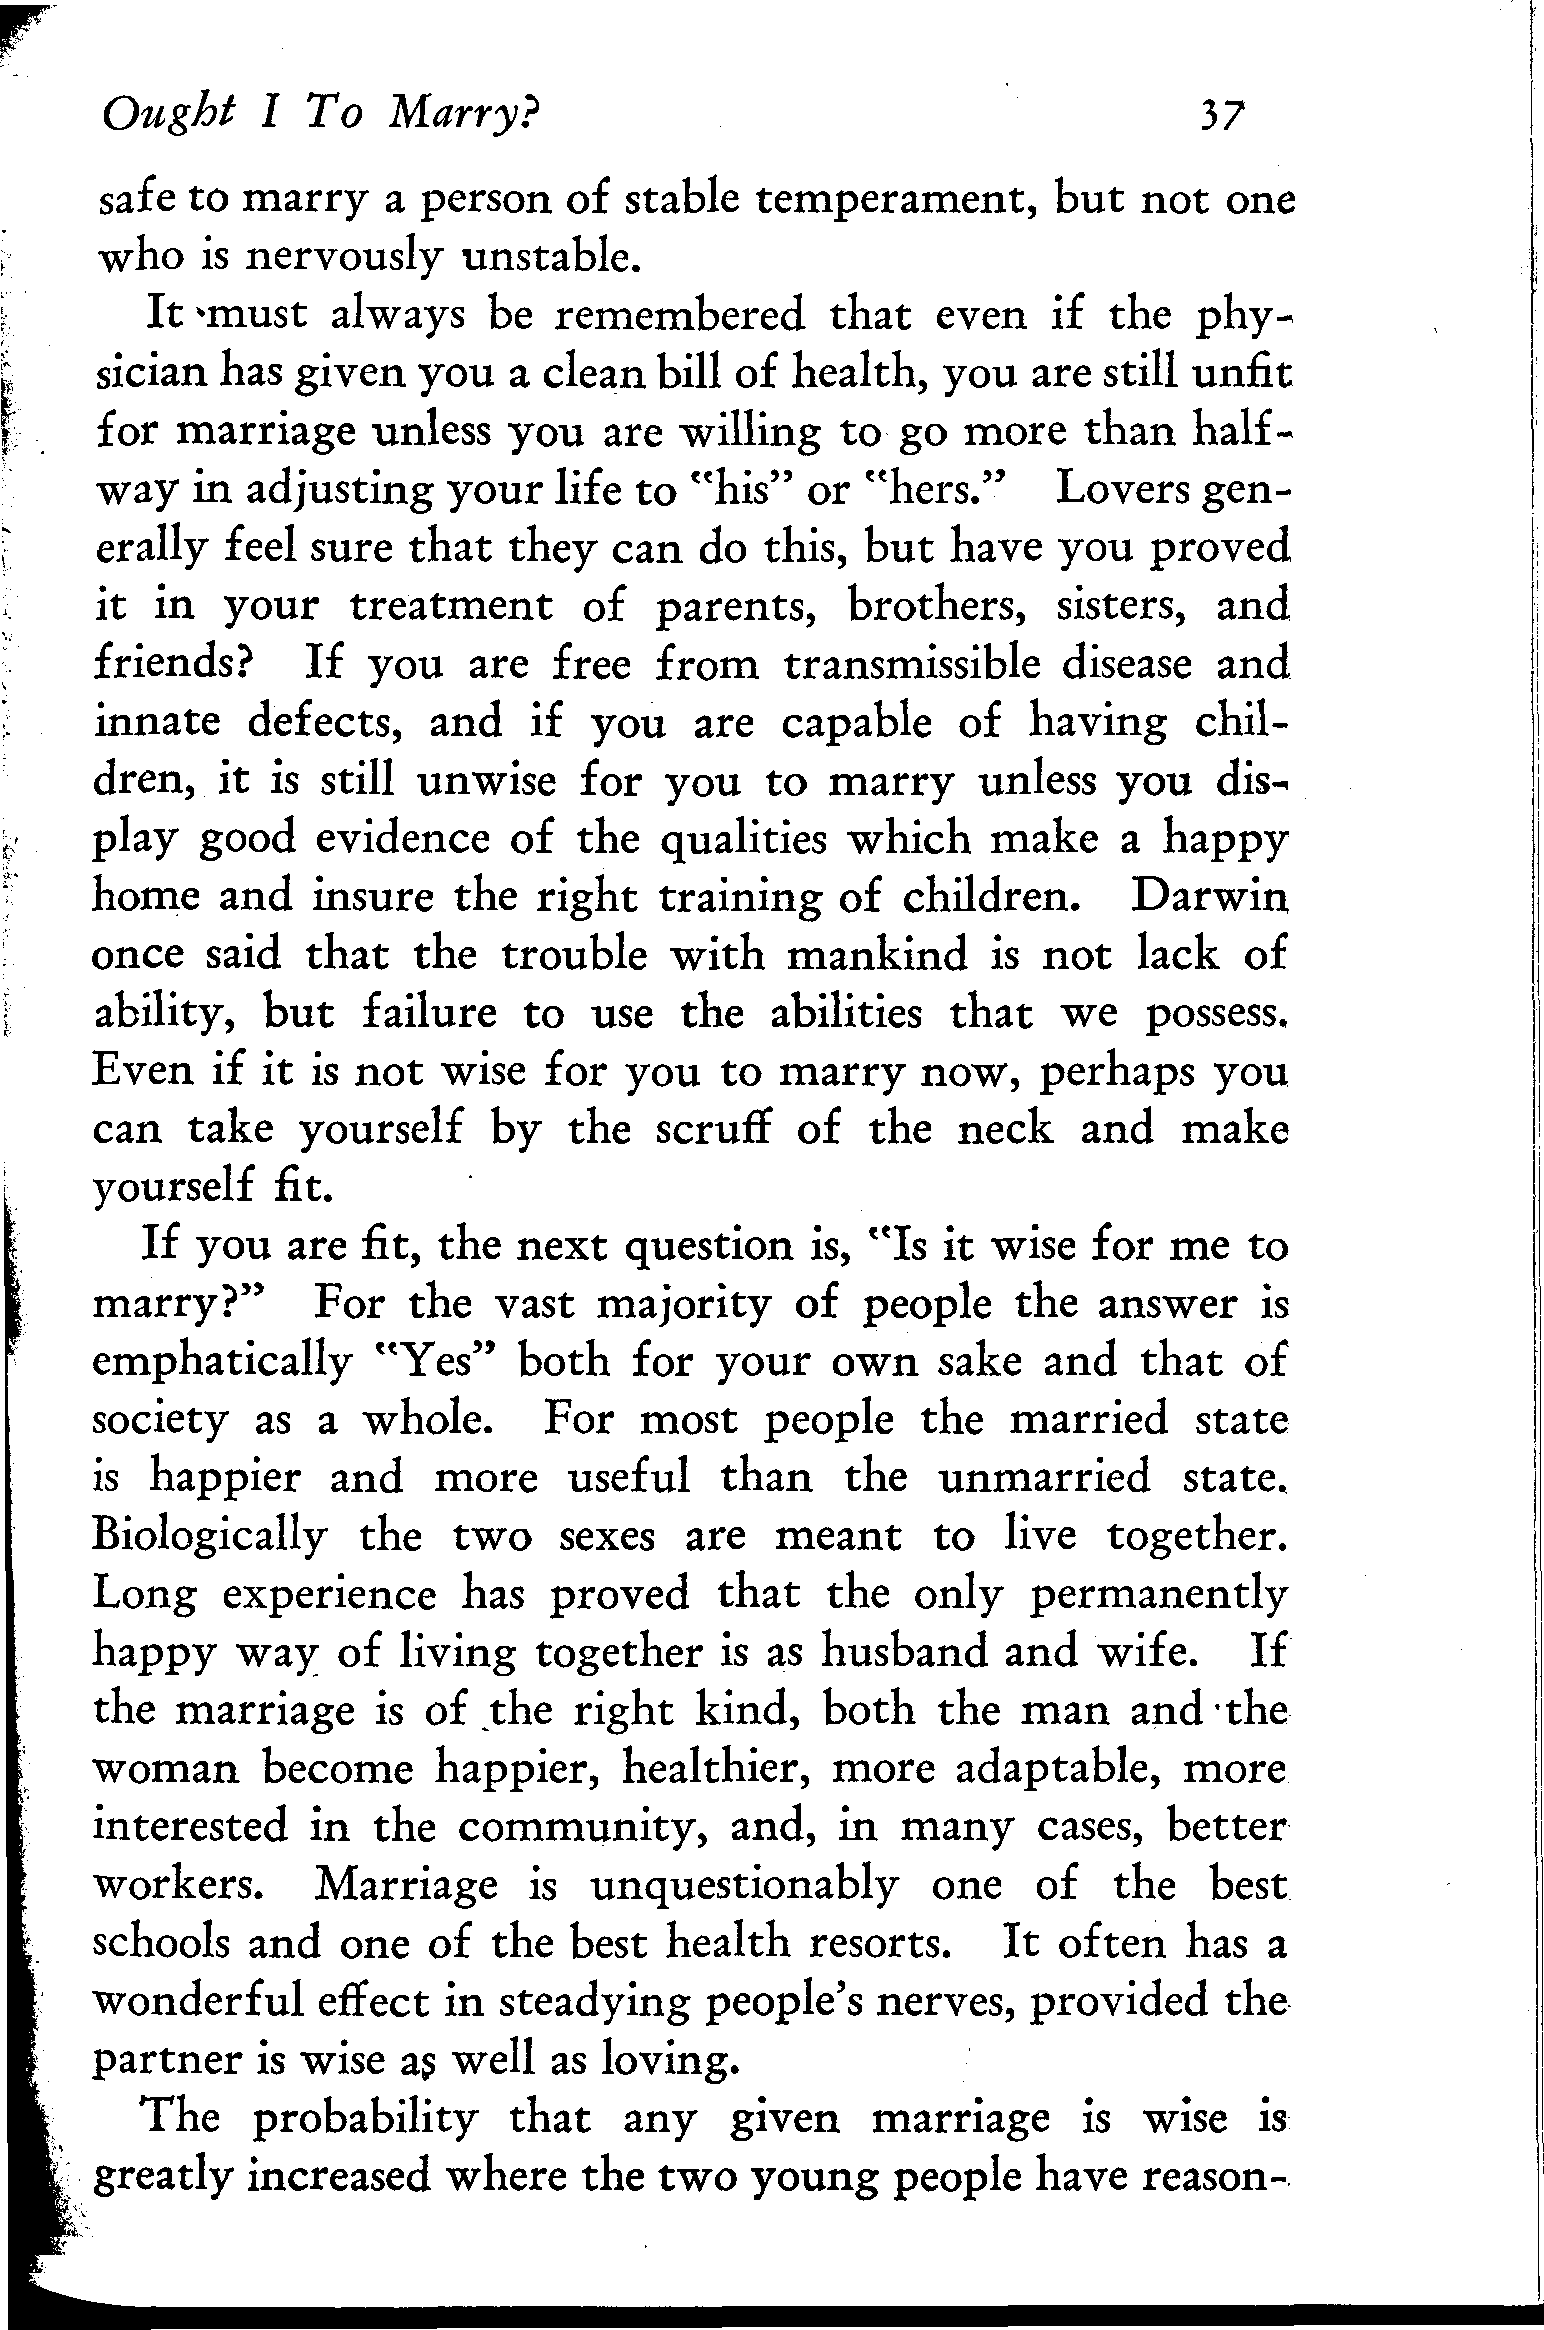 Ought I To Marry? 37
safe to marry a person of stable temperament, but not one
who is nervously unstable.
It must always be remembered that even if the phy-
sician has given you a clean bill of health, you are still unfit
for marriage unless you are willing to go more than half-
way in adjusting your life to "his" or "hers." Lovers gen-
erally feel sure that they can do this, but have you proved
it in your treatment of parents, brothers, sisters, and
friends? If you are free from transmissible disease and
innate defects, and if you are capable of having chil-
dren, it is still unwise for you to marry unless you dis-
play good evidence of the qualities which make a happy
home and insure the right training of children. Darwin
once said that the trouble with mankind is not lack of
ability, but failure to use the abilities that we possess.
Even if it is not wise for you to marry now, perhaps you
can take yourself by the scruff of the neck and make
yourself fit.
If you are fit, the next question is, "Is it wise for me to
marry?" For the vast majority of people the answer is
emphatically "Yes" both for your own sake and that of
society as a whole. For most people the married state
is happier and more useful than the unmarried state.
Biologically the two sexes are meant to live together.
Long experience has proved that the only permanently
happy way of living together is as husband and wife. If
the marriage is of the right kind, both the man and the
woman become happier, healthier, more adaptable, more
interested in the community, and, in many cases, better
workers. Marriage is unquestionably one of the best
schools and one of the best health resorts. It often has a
wonderful effect in steadying people's nerves, provided the
partner is wise as well as loving.
The probability that any given marriage is wise is
greatly increased where the two young people have reason-